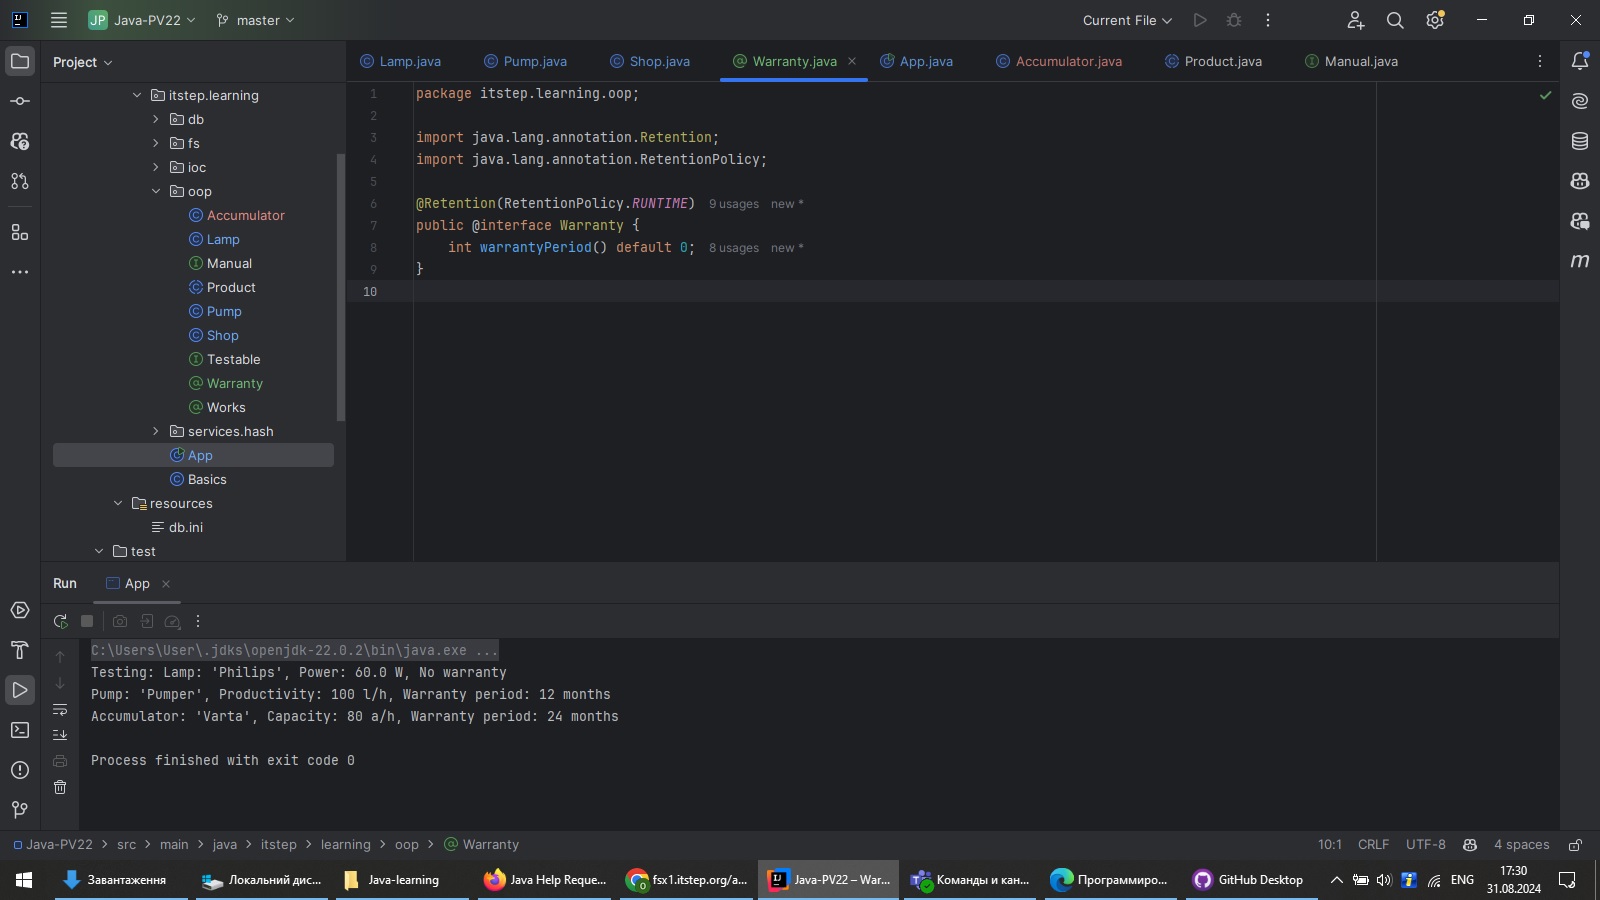 JP Java-PV22 master Current File
Project
Lamp.java Pump.java Shop.java Warranty.java App.java Accumulator.java Product.java Manual.java
itstep.learning
db
fs
ioc
oop
Accumulator
Lamp
Manual
Product
Pump
Shop
Testable
Warranty
Works
services.hash
App
Basics
resources
db.ini
test
1 package itstep.learning.oop;
2
3 import java.lang.annotation.Retention;
4 import java.lang.annotation.RetentionPolicy;
5
6 @Retention(RetentionPolicy.RUNTIME) 9 usages new *
7 public @interface Warranty {
8 int warrantyPeriod() default 0; 8 usages new *
9 }
10
Run App
C:\Users\User\.jdks\openjdk-22.0.2\bin\java.exe ...
Testing: Lamp: 'Philips', Power: 60.0 W, No warranty
Pump: 'Pumper', Productivity: 100 l/h, Warranty period: 12 months
Accumulator: 'Varta', Capacity: 80 a/h, Warranty period: 24 months
Process finished with exit code 0
Java-PV22 > src > main > java > itstep > learning > oop > Warranty 10:1 CRLF UTF-8 4 spaces
Завантаження Локальний дис... Java-learning Java Help Reque... fsx1.itstep.org/a... Java-PV22 – War... Команды и кан... Программиро... GitHub Desktop ENG 17:30
31.08.2024